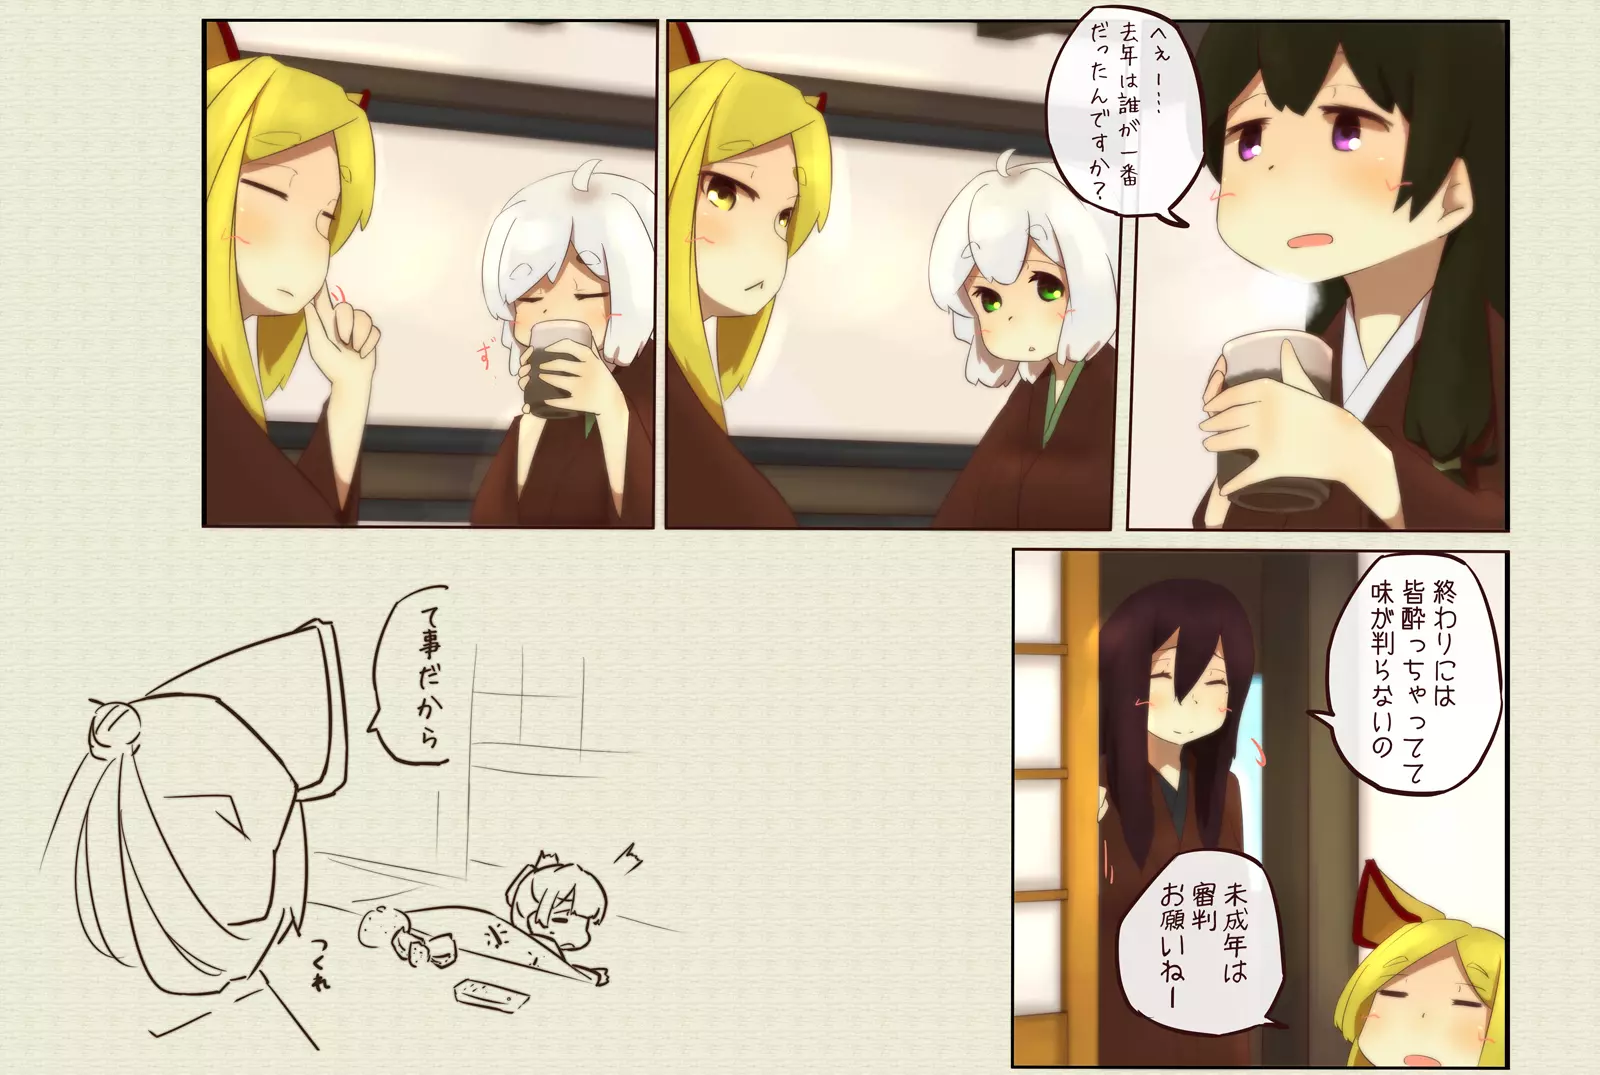 へぇー‥‥
去年は誰が一番
だったんですか?
ず
終わりには
皆酔っちゃってて
味が判らないの
未成年は
審判
お願いねー
て事だから
つくれ